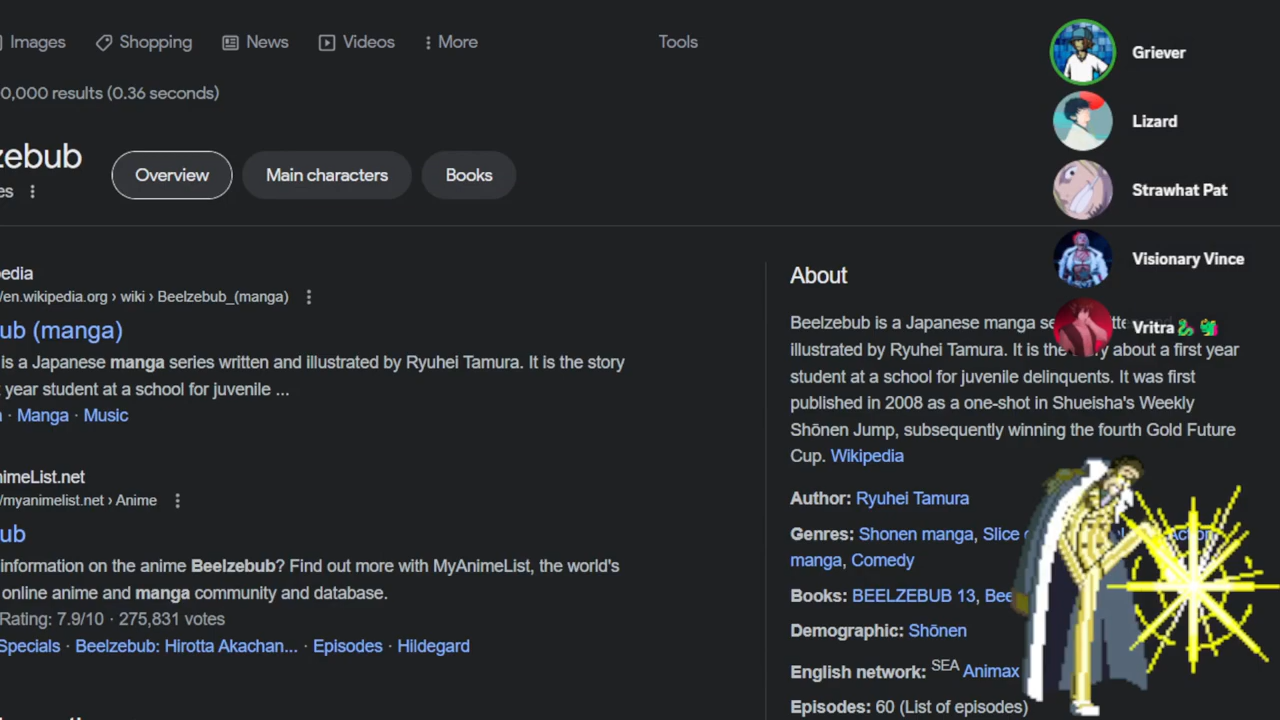 Images
Shopping
News
Videos
More
Tools
0,000 results (0.36 seconds)
zebub
es
Overview
Main characters
Books
pedia
/en.wikipedia.org › wiki › Beelzebub_(manga)
ub (manga)
is a Japanese manga series written and illustrated by Ryuhei Tamura. It is the story
t year student at a school for juvenile ...
· Manga · Music
nimeList.net
/myanimelist.net › Anime
ub
information on the anime Beelzebub? Find out more with MyAnimeList, the world's
online anime and manga community and database.
Rating: 7.9/10 · 275,831 votes
Specials · Beelzebub: Hirotta Akachan... · Episodes · Hildegard
About
Beelzebub is a Japanese manga se
illustrated by Ryuhei Tamura. It is the about a first year
student at a school for juvenile delinquents. It was first
published in 2008 as a one-shot in Shueisha's Weekly
Shōnen Jump, subsequently winning the fourth Gold Future
Cup. Wikipedia
Author: Ryuhei Tamura
Genres: Shonen manga, Slice
manga, Comedy
Books: BEELZEBUB 13, Bee
Demographic: Shōnen
English network: SEA Animax
Episodes: 60 (List of episodes)
Griever
Lizard
Strawhat Pat
Visionary Vince
Vritra